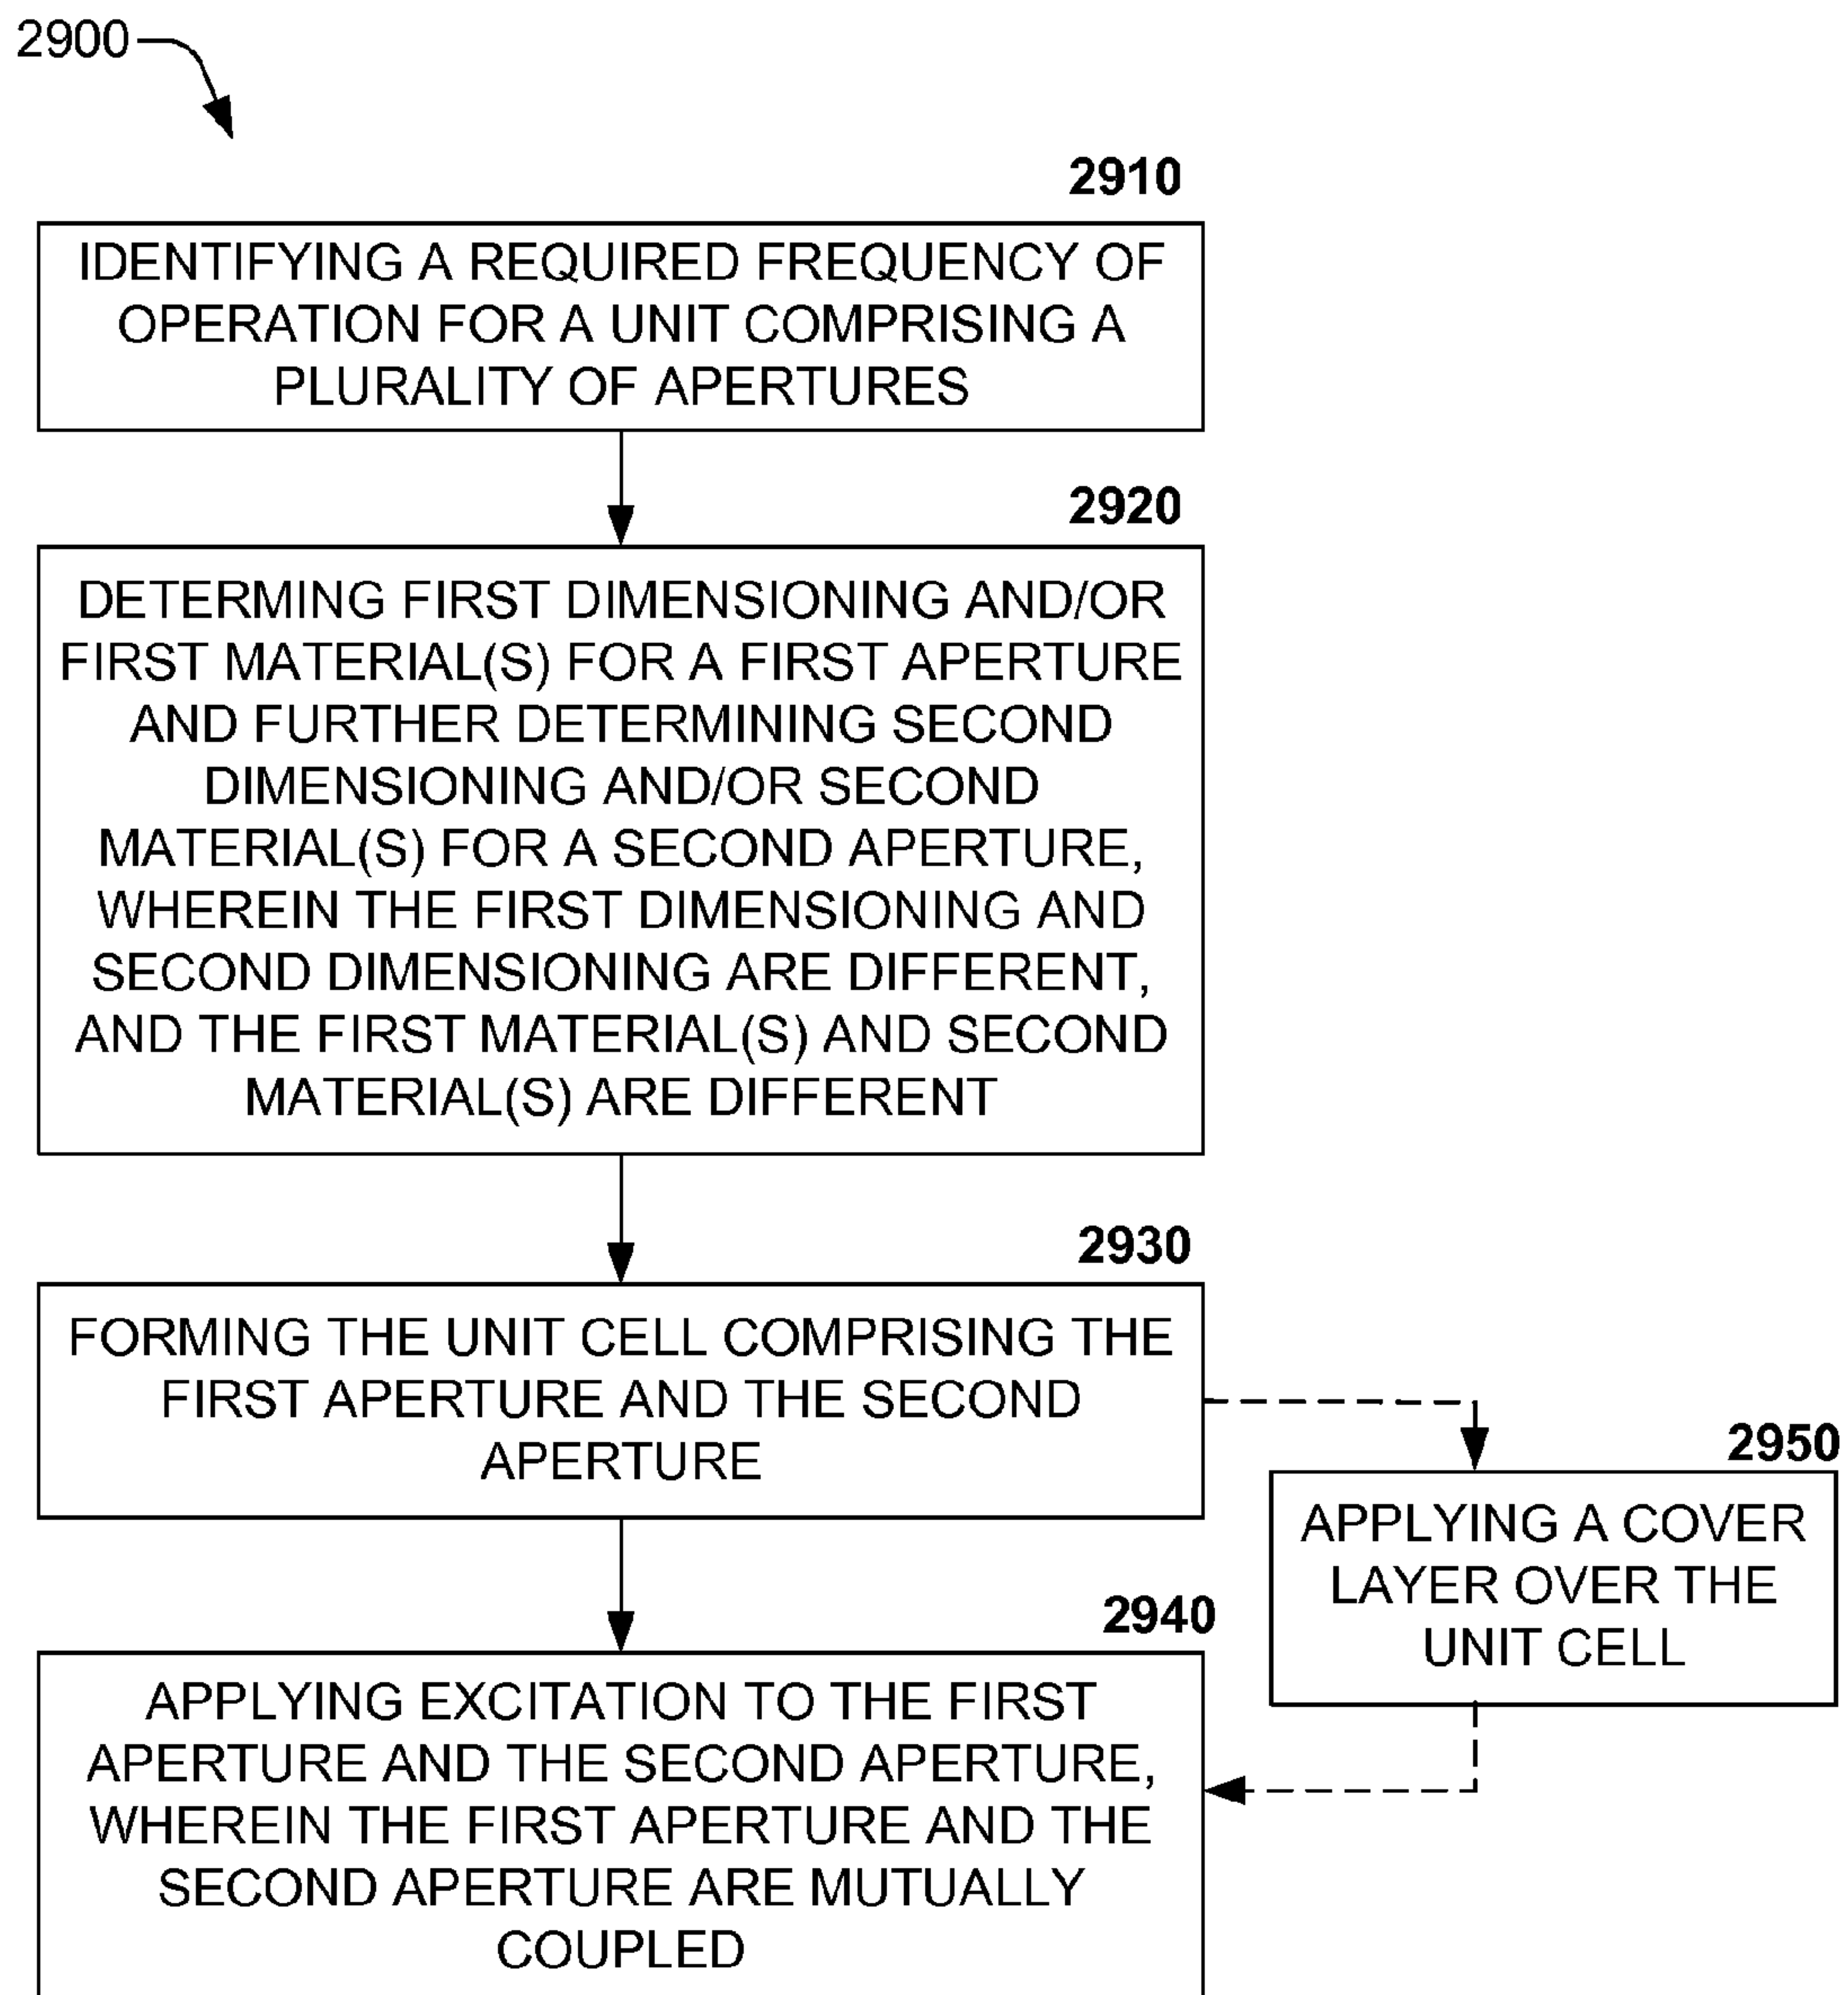 2900
2910
IDENTIFYING A REQUIRED FREQUENCY OF
OPERATION FOR A UNIT COMPRISING A
PLURALITY OF APERTURES
2920
DETERMING FIRST DIMENSIONING AND/OR
FIRST MATERIAL(S) FOR A FIRST APERTURE
AND FURTHER DETERMINING SECOND
DIMENSIONING AND/OR SECOND
MATERIAL(S) FOR A SECOND APERTURE,
WHEREIN THE FIRST DIMENSIONING AND
SECOND DIMENSIONING ARE DIFFERENT,
AND THE FIRST MATERIAL(S) AND SECOND
MATERIAL(S) ARE DIFFERENT
2930
FORMING THE UNIT CELL COMPRISING THE
FIRST APERTURE AND THE SECOND
APERTURE
2950
APPLYING A COVER
LAYER OVER THE
UNIT CELL
2940
APPLYING EXCITATION TO THE FIRST
APERTURE AND THE SECOND APERTURE,
WHEREIN THE FIRST APERTURE AND THE
SECOND APERTURE ARE MUTUALLY
COUPLED